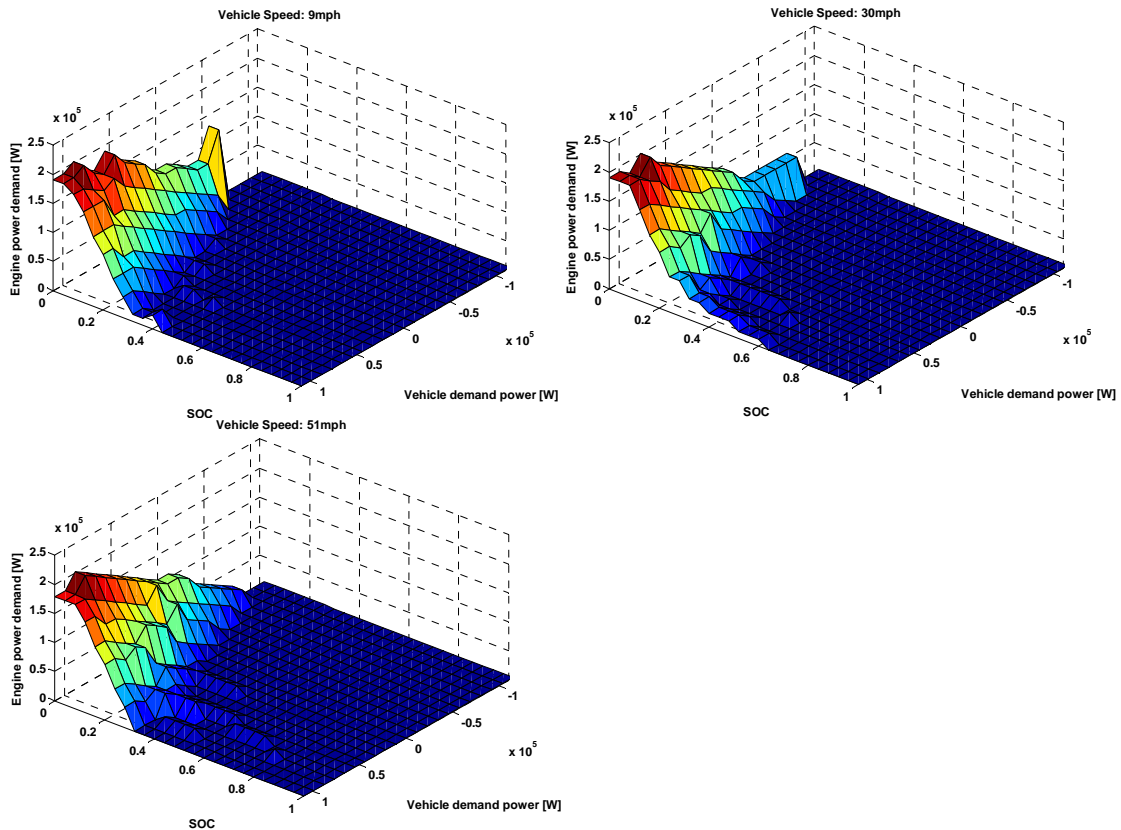 Vehicle Speed: 9mph
x 10^5
2.5
2
1.5
1
0.5
0
Engine power demand [W]
0
0.2
0.4
0.6
0.8
1
SOC
1
0.5
0
-0.5
-1
x 10^5
Vehicle demand power [W]
Vehicle Speed: 30mph
x 10^5
2.5
2
1.5
1
0.5
0
Engine power demand [W]
0
0.2
0.4
0.6
0.8
1
SOC
1
0.5
0
-0.5
-1
x 10^5
Vehicle demand power [W]
Vehicle Speed: 51mph
x 10^5
2.5
2
1.5
1
0.5
0
Engine power demand [W]
0
0.2
0.4
0.6
0.8
1
SOC
1
0.5
0
-0.5
-1
x 10^5
Vehicle demand power [W]